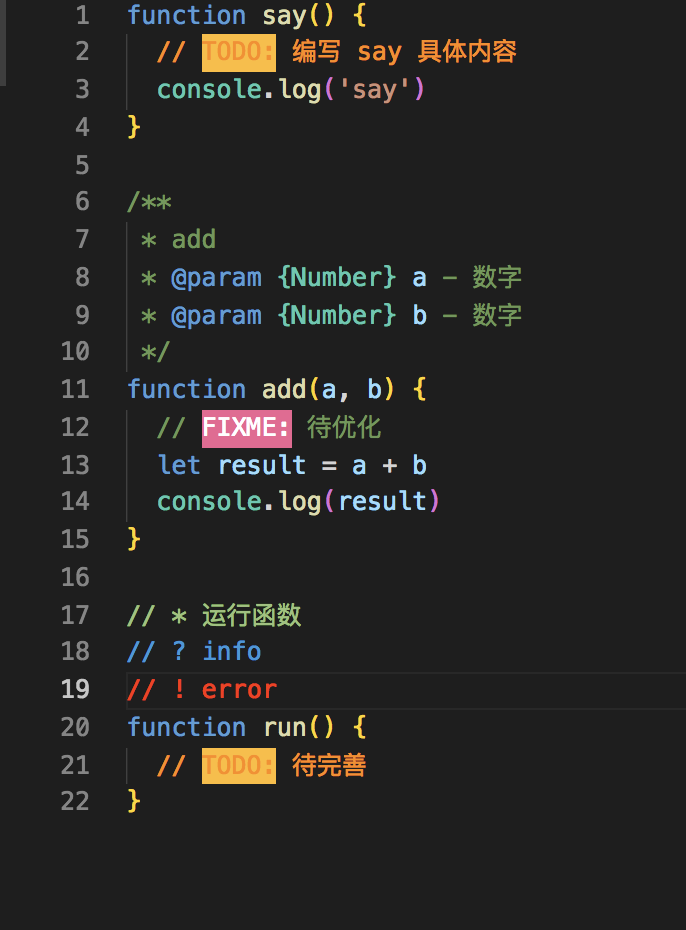 1 function say() {
2 // TODO: 编写 say 具体内容
3 console.log('say')
4 }
5
6 /**
7 * add
8 * @param {Number} a - 数字
9 * @param {Number} b - 数字
10 */
11 function add(a, b) {
12 // FIXME: 待优化
13 let result = a + b
14 console.log(result)
15 }
16
17 // * 运行函数
18 // ? info
19 // ! error
20 function run() {
21 // TODO: 待完善
22 }